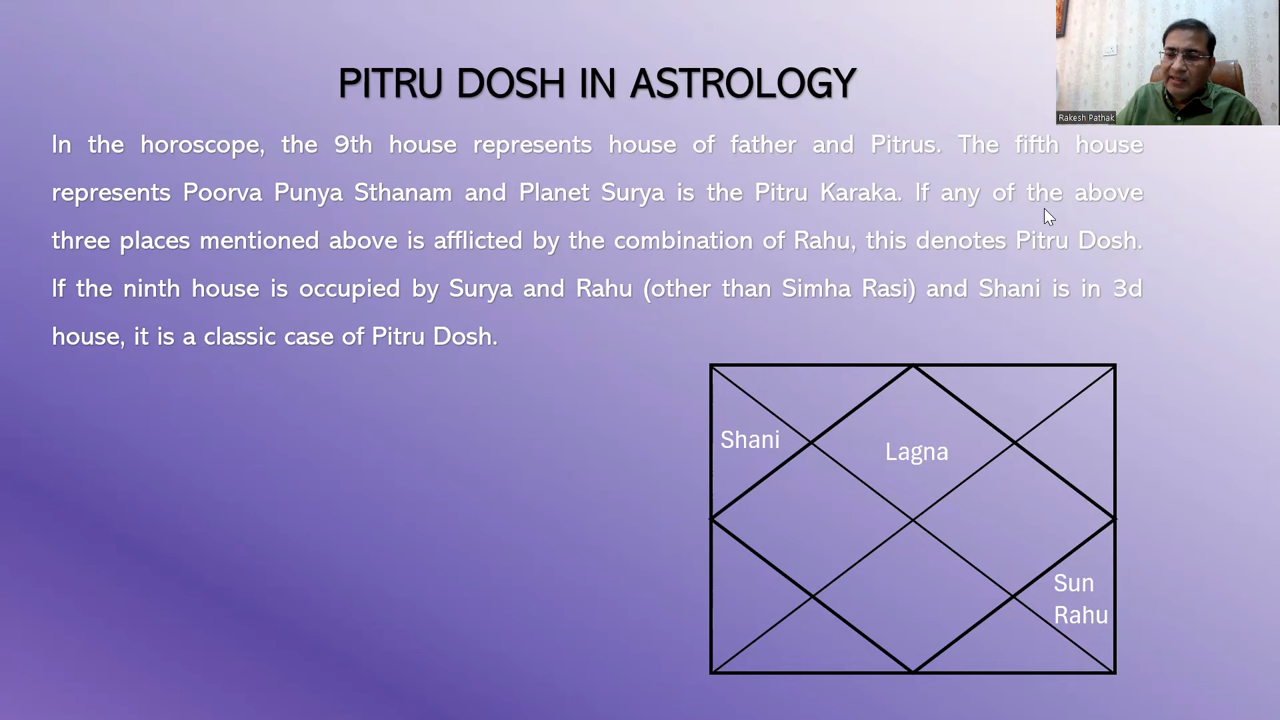 PITRU DOSH IN ASTROLOGY
Rakesh Pathak
In the horoscope, the 9th house represents house of father and Pitrus. The fifth house
represents Poorva Punya Sthanam and Planet Surya is the Pitru Karaka. If any of the above
three places mentioned above is afflicted by the combination of Rahu, this denotes Pitru Dosh.
If the ninth house is occupied by Surya and Rahu (other than Simha Rasi) and Shani is in 3d
house, it is a classic case of Pitru Dosh.
Shani
Lagna
Sun
Rahu